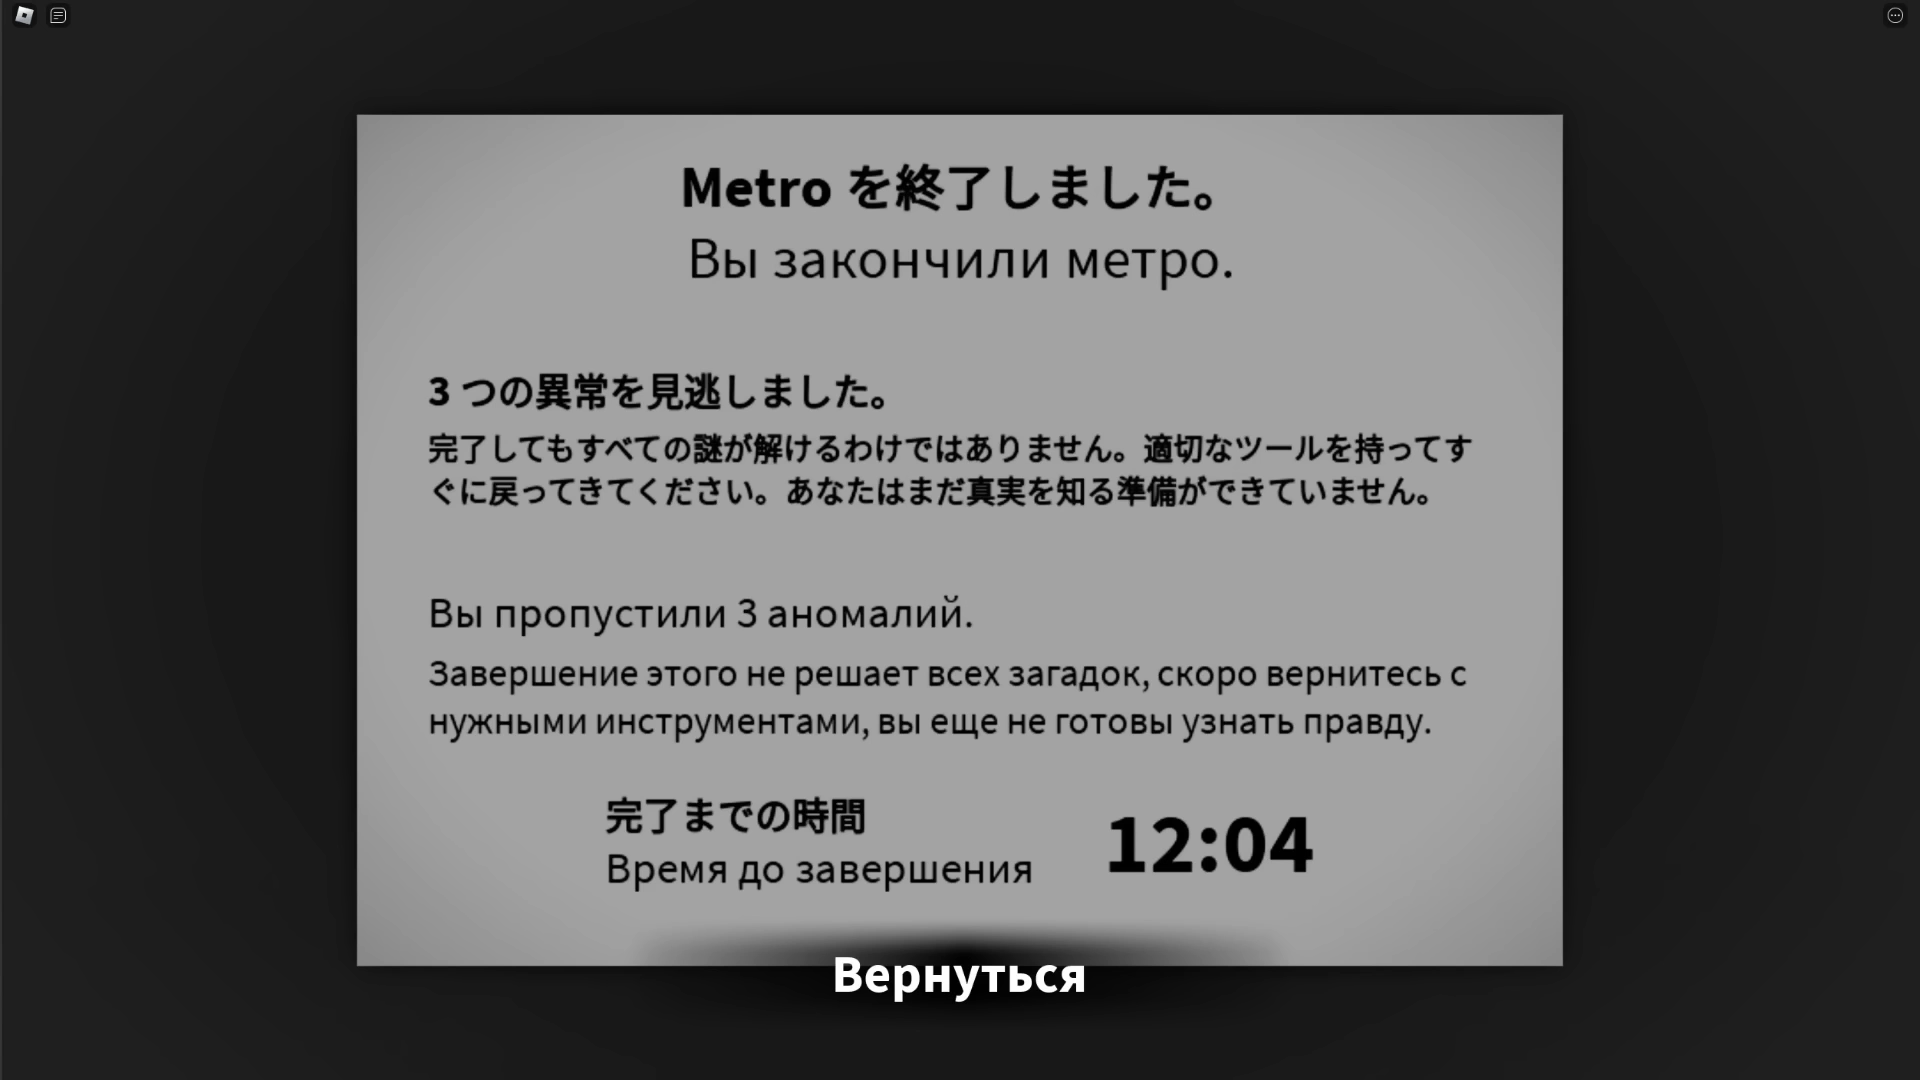 Metro を終了しました。
Вы закончили метро.
3 つの異常を見逃しました。
完了してもすべての謎が解けるわけではありません。適切なツールを持ってす
ぐに戻ってきてください。あなたはまだ真実を知る準備ができていません。
Вы пропустили 3 аномалий.
Завершение этого не решает всех загадок, скоро вернитесь с
нужными инструментами, вы еще не готовы узнать правду.
完了までの時間
Время до завершения
12:04
Вернуться